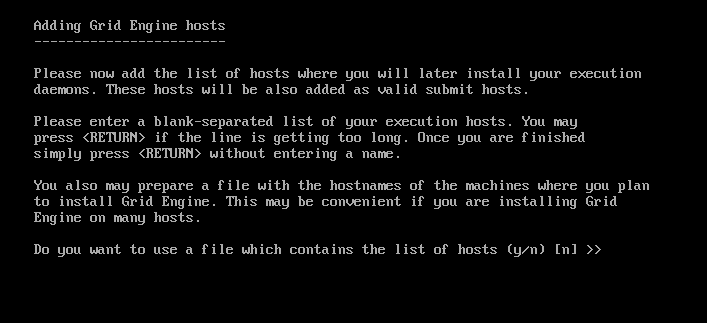 Adding Grid Engine hosts
------------------------
Please now add the list of hosts where you will later install your execution
daemons. These hosts will be also added as valid submit hosts.
Please enter a blank-separated list of your execution hosts. You may
press <RETURN> if the line is getting too long. Once you are finished
simply press <RETURN> without entering a name.
You also may prepare a file with the hostnames of the machines where you plan
to install Grid Engine. This may be convenient if you are installing Grid
Engine on many hosts.
Do you want to use a file which contains the list of hosts (y/n) [n] >>